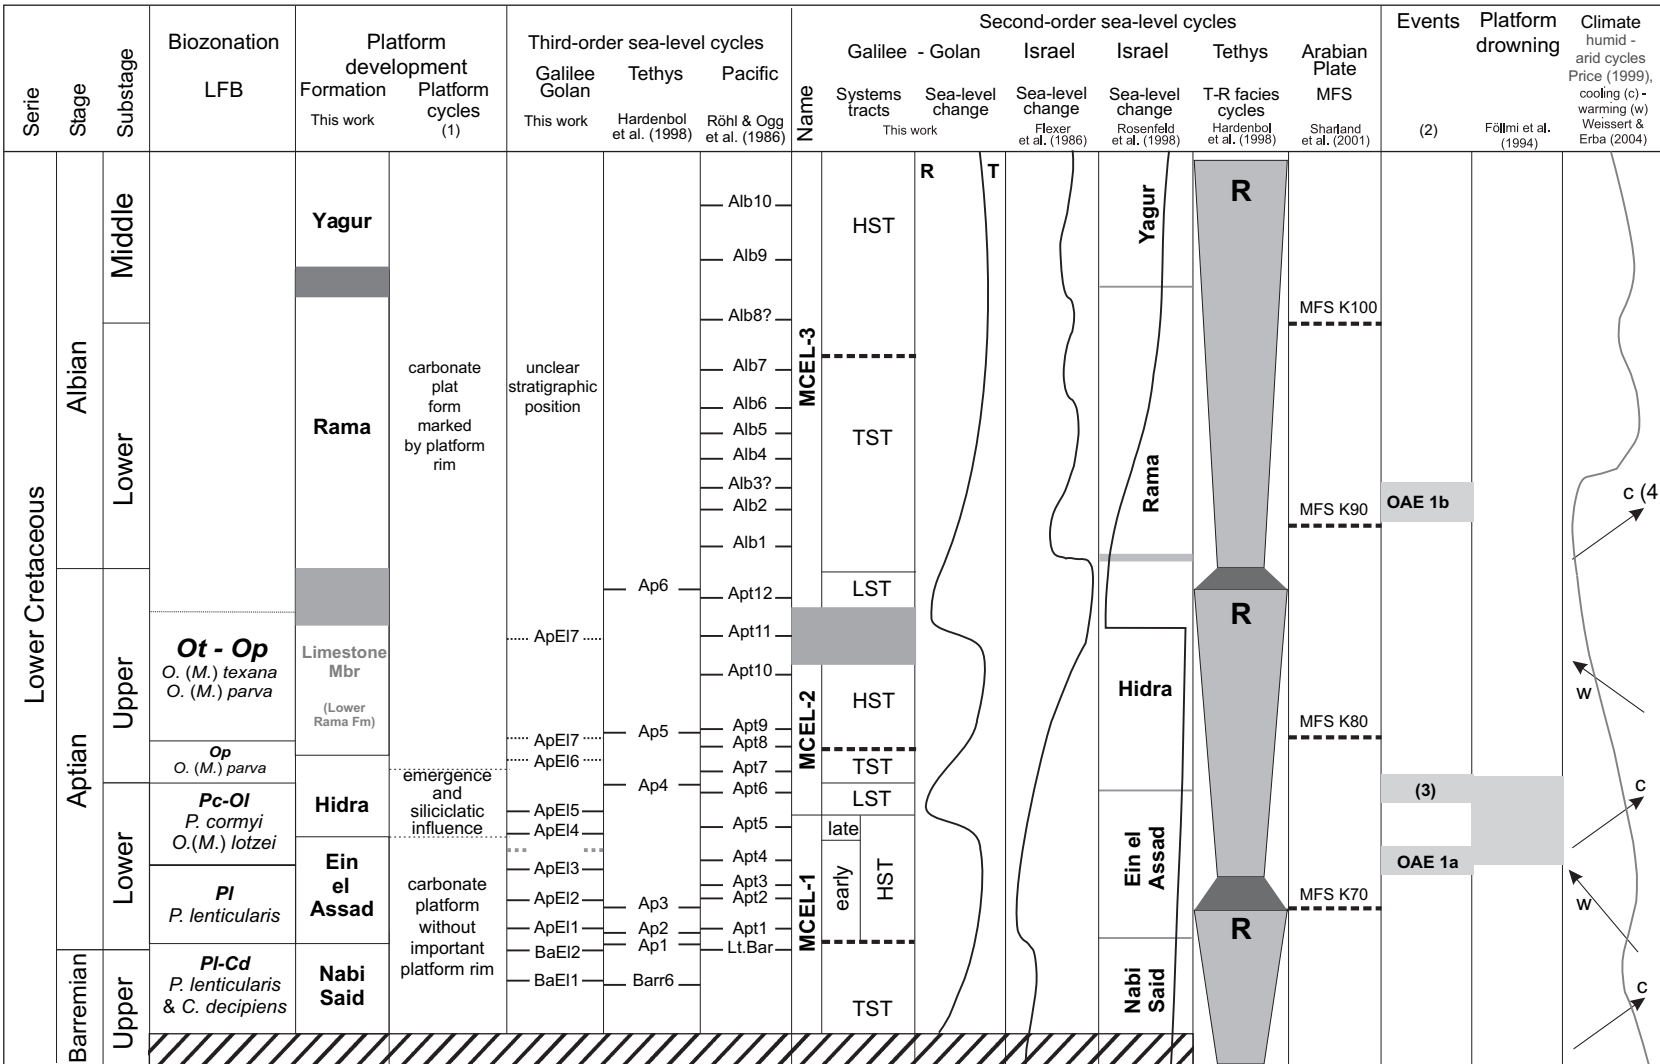 Serie
Stage
Substage
Biozonation
LFB
Platform
development
Formation
This work
Platform
cycles
(1)
Third-order sea-level cycles
Galilee
Golan
This work
Tethys
Hardenbol
et al. (1998)
Pacific
Röhl & Ogg
et al. (1986)
Name
Second-order sea-level cycles
Galilee - Golan
Systems
tracts
Sea-level
change
This work
Israel
Sea-level
change
Flexer
et al. (1986)
Israel
Sea-level
change
Rosenfeld
et al. (1998)
Tethys
T-R facies
cycles
Hardenbol
et al. (1998)
Arabian
Plate
MFS
Sharland
et al. (2001)
Events
(2)
Platform
drowning
Föllmi et al.
(1994)
Climate
humid -
arid cycles
Price (1999),
cooling (c) -
warming (w)
Weissert &
Erba (2004)
Lower Cretaceous
Albian
Aptian
Barremian
Middle
Lower
Upper
Lower
Upper
Ot - Op
O. (M.) texana
O. (M.) parva
Op
O. (M.) parva
Pc-Ol
P. cormyi
O.(M.) lotzei
Pl
P. lenticularis
Pl-Cd
P. lenticularis
& C. decipiens
Yagur
Rama
Limestone
Mbr
(Lower
Rama Fm)
Hidra
Ein
el
Assad
Nabi
Said
carbonate
plat
form
marked
by platform
rim
emergence
and
siliciclatic
influence
carbonate
platform
without
important
platform rim
unclear
stratigraphic
position
ApEl7
ApEl7
ApEl6
ApEl5
ApEl4
ApEl3
ApEl2
ApEl1
BaEl2
BaEl1
Ap6
Ap5
Ap4
Ap3
Ap2
Ap1
Barr6
Alb10
Alb9
Alb8?
Alb7
Alb6
Alb5
Alb4
Alb3?
Alb2
Alb1
Apt12
Apt11
Apt10
Apt9
Apt8
Apt7
Apt6
Apt5
Apt4
Apt3
Apt2
Apt1
Lt.Bar
MCEL-3
MCEL-2
MCEL-1
HST
TST
LST
HST
TST
LST
late
early
HST
TST
R T
Yagur
Rama
Hidra
Ein el
Assad
Nabi
Said
R
R
R
MFS K100
MFS K90
MFS K80
MFS K70
OAE 1b
(3)
OAE 1a
c (4
w
c
w
c